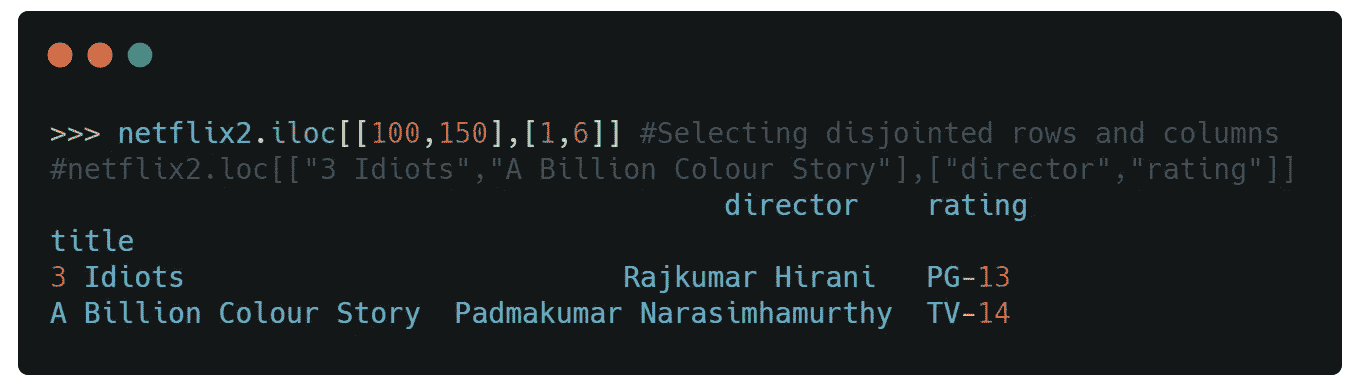 >>> netflix2.iloc[[100,150],[1,6]] #Selecting disjointed rows and columns
#netflix2.loc[["3 Idiots","A Billion Colour Story"],["director","rating"]]
director rating
title
3 Idiots Rajkumar Hirani PG-13
A Billion Colour Story Padmakumar Narasimhamurthy TV-14